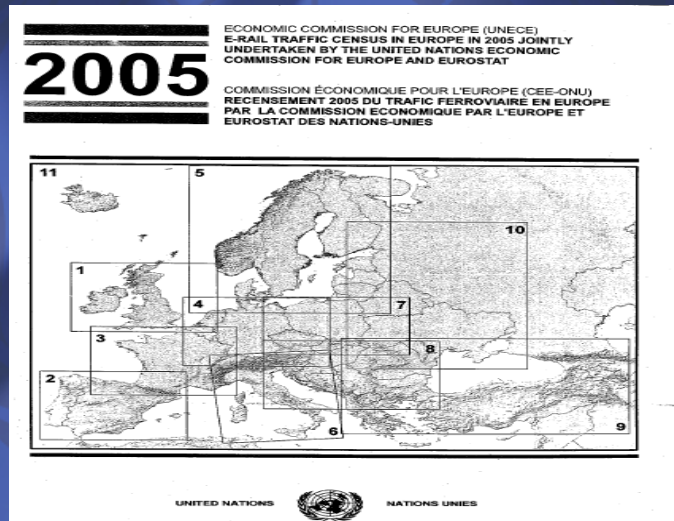 2005
ECONOMIC COMMISSION FOR EUROPE (UNECE)
E-RAIL TRAFFIC CENSUS IN EUROPE IN 2005 JOINTLY
UNDERTAKEN BY THE UNITED NATIONS ECONOMIC
COMMISSION FOR EUROPE AND EUROSTAT
COMMISSION ÉCONOMIQUE POUR L'EUROPE (CEE-ONU)
RECENSEMENT 2005 DU TRAFIC FERROVIAIRE EN EUROPE
PAR LA COMMISSION ECONOMIQUE PAR L'EUROPE ET
EUROSTAT DES NATIONS-UNIES
11
5
10
1
4
7
3
8
2
6
9
UNITED NATIONS
NATIONS UNIES